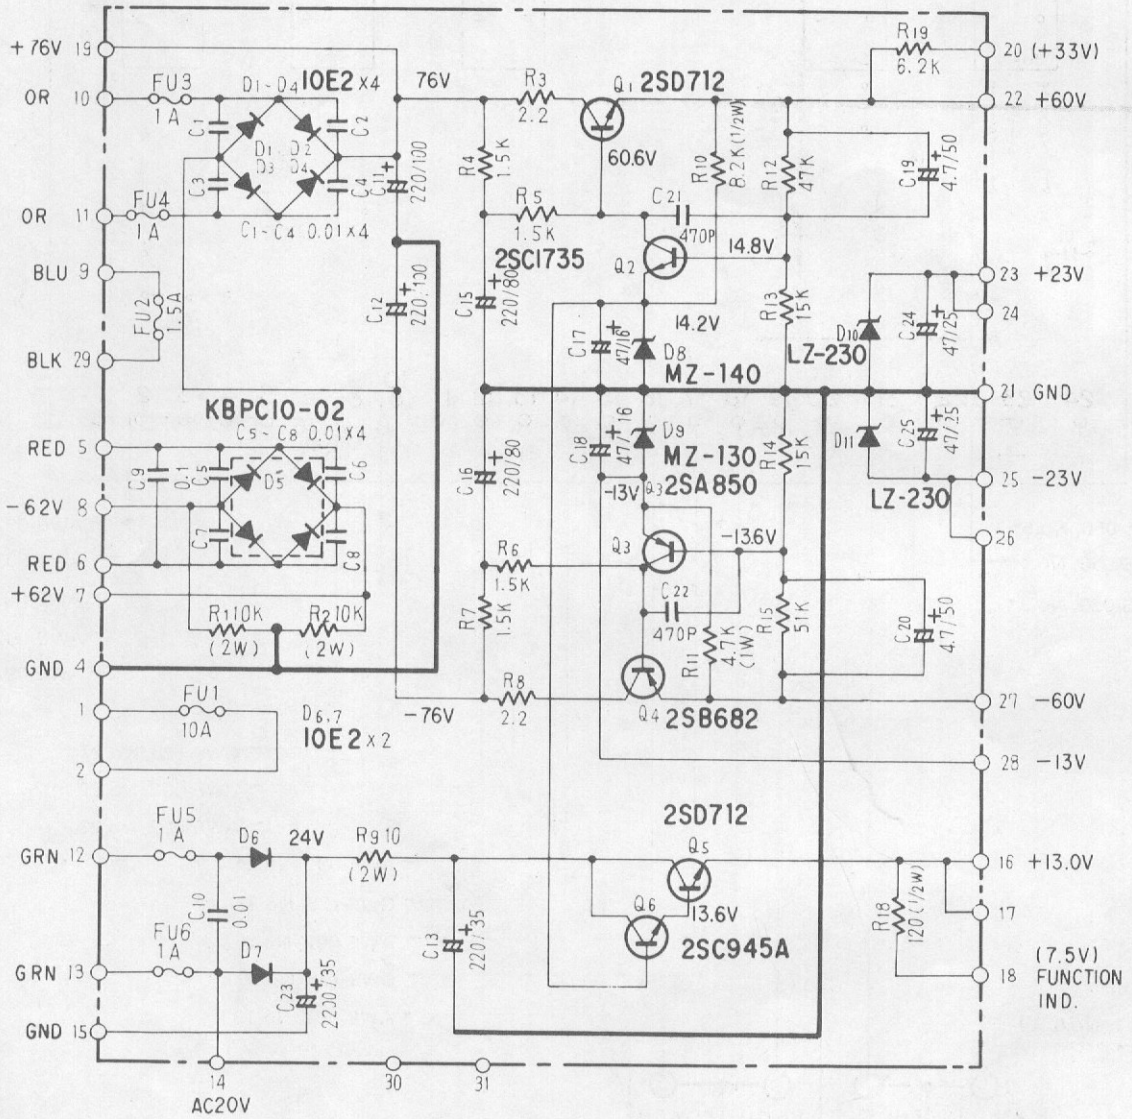 +76V 19
OR 10
FU3
1A
D1~D4 10E2 x4
C1
C2
D1 D2
D3 D4
C3
C4
C11 220/100
OR 11
FU4
1A
C1~C4 0.01x4
BLU 9
FU2
1.5A
BLK 29
C12
76V
R3
2.2
Q1 2SD712
60.6V
R4 1.5K
R5
1.5K
2SC1735
C21
470P
Q2
14.8V
14.2V
C15 220/80
C17 47/16
D8
MZ-140
R10 8.2K(1/2W)
R12 47K
R13 15K
C19 4.7/50
R19
6.2K
20 (+33V)
22 +60V
23 +23V
24
D10
LZ-230
C24 47/25
21 GND
D11
C25 47/25
LZ-230
25 -23V
26
KBPC10-02
C5~C8 0.01x4
RED 5
C9 0.1
C5
C6
D5
-62V 8
C7
C8
RED 6
+62V 7
R1 10K
(2W)
R2 10K
(2W)
GND 4
C16 220/80
C18 47/16
D9
MZ-130
-13V
Q3 2SA850
Q3
-13.6V
R14 15K
R6
1.5K
R7 1.5K
C22
470P
R11 4.7K (1W)
R15 51K
C20 4.7/50
R8
2.2
-76V
Q4 2SB682
27 -60V
28 -13V
1
FU1
10A
2
D6,7
10E2 x2
FU5
1A
GRN 12
D6
24V
R9 10
(2W)
C10 0.01
FU6
1A
GRN 13
D7
C23 2200/35
GND 15
C13 220/35
2SD712
Q5
Q6
13.6V
2SC945A
R18 120(1/2W)
16 +13.0V
17
18
(7.5V)
FUNCTION
IND.
14
30
31
AC20V